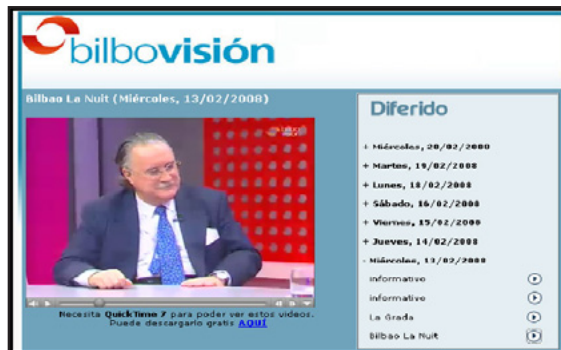 bilbovisión
Bilbao La Nuit (Miércoles, 13/02/2008)
Necesita QuickTime 7 para poder ver estos videos.
Puede descargarlo gratis AQUÍ
Diferido
+ Miércoles, 20/02/2008
+ Martes, 19/02/2008
+ Lunes, 18/02/2008
+ Sábado, 16/02/2008
+ Viernes, 15/02/2008
+ Jueves, 14/02/2008
- Miércoles, 13/02/2008
informativo
informativo
La Grada
Bilbao La Nuit